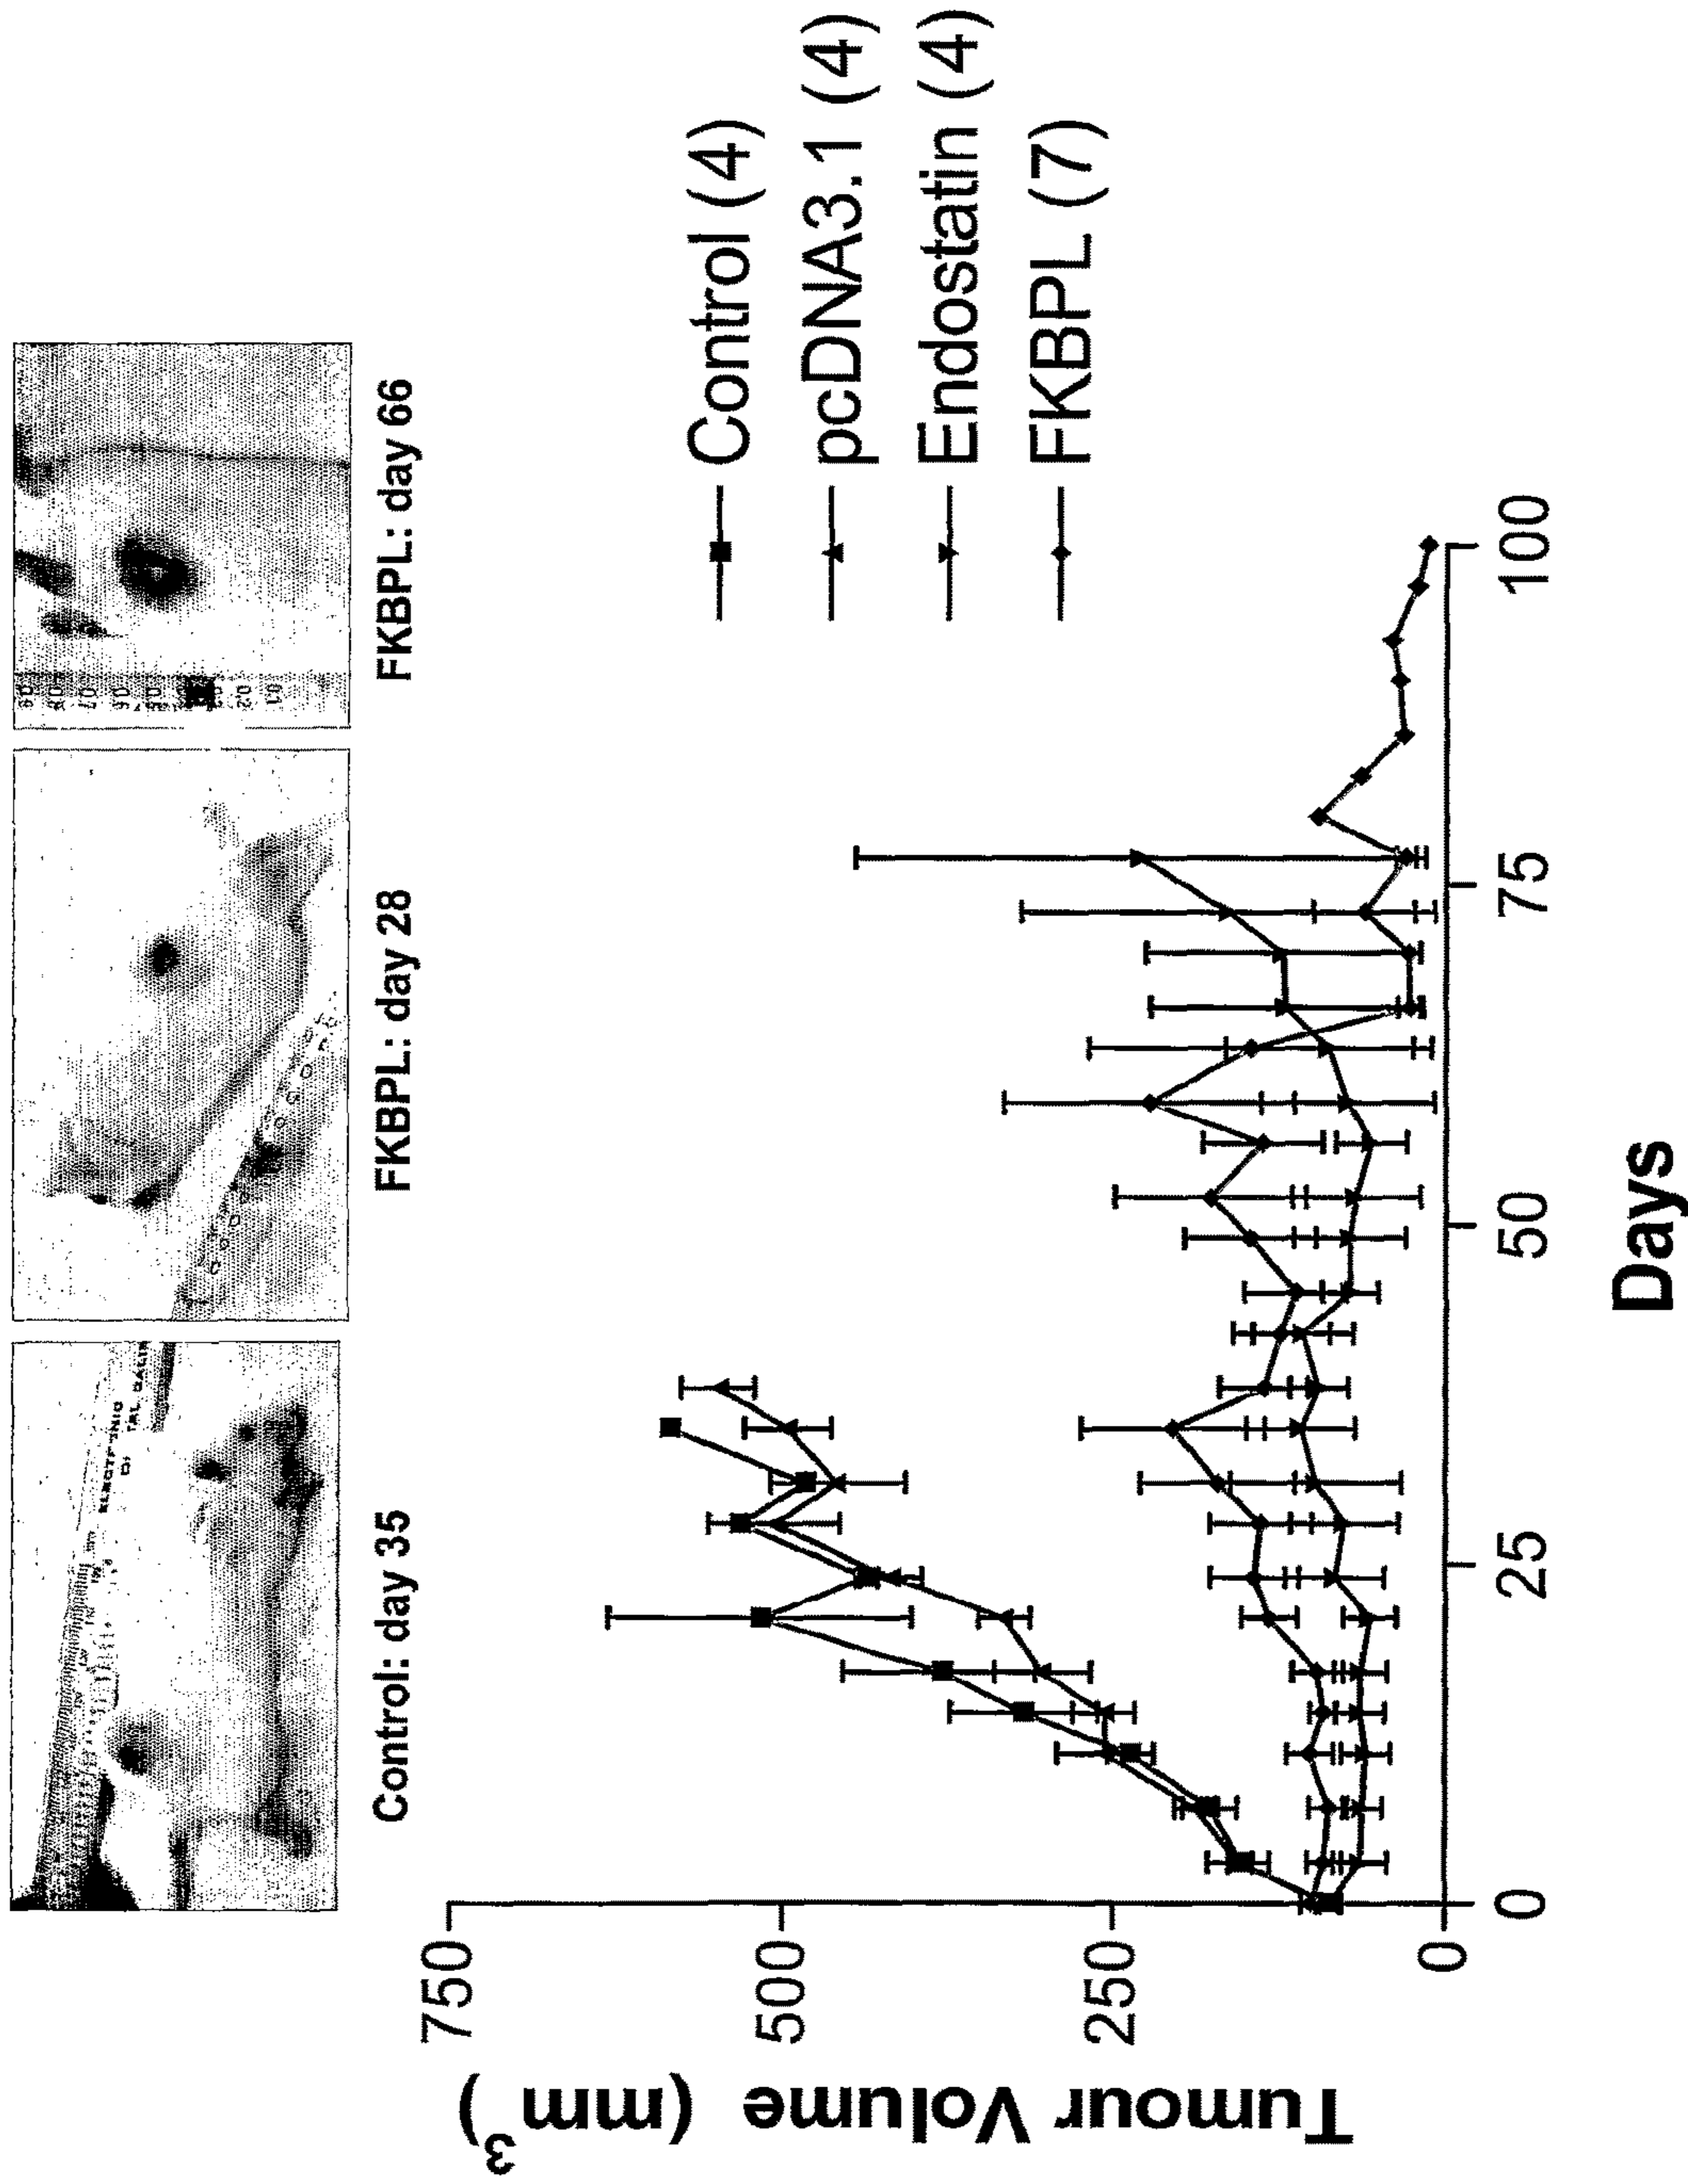 Control: day 35
FKBPL: day 28
FKBPL: day 66
Control (4)
pcDNA3.1 (4)
Endostatin (4)
FKBPL (7)
Tumour Volume (mm³)
750
500
250
0
0
25
50
75
100
Days